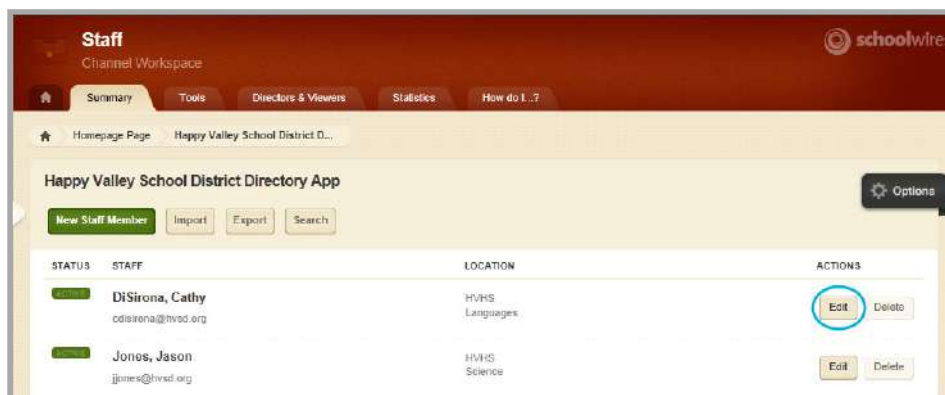 Staff
Channel Workspace
schoolwire
Summary Tools Directors & Viewers Statistics How do I...?
Homepage Page Happy Valley School District D...
Happy Valley School District Directory App
Options
New Staff Member Import Export Search
STATUS STAFF LOCATION ACTIONS
ACTIVE DiSirona, Cathy HVHS Edit Delete
cdisirona@hvsd.org Languages
ACTIVE Jones, Jason HVHS Edit Delete
jjones@hvsd.org Science